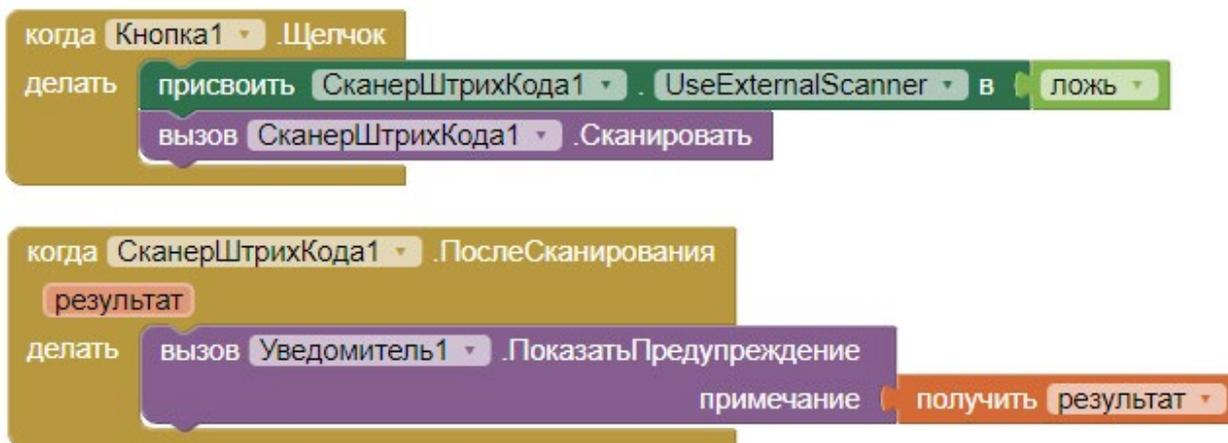 когда Кнопка1 .Щелчок
делать присвоить СканерШтрихКода1 . UseExternalScanner в ложь
вызов СканерШтрихКода1 .Сканировать
когда СканерШтрихКода1 .ПослеСканирования
результат
делать вызов Уведомитель1 .ПоказатьПредупреждение
примечание получить результат